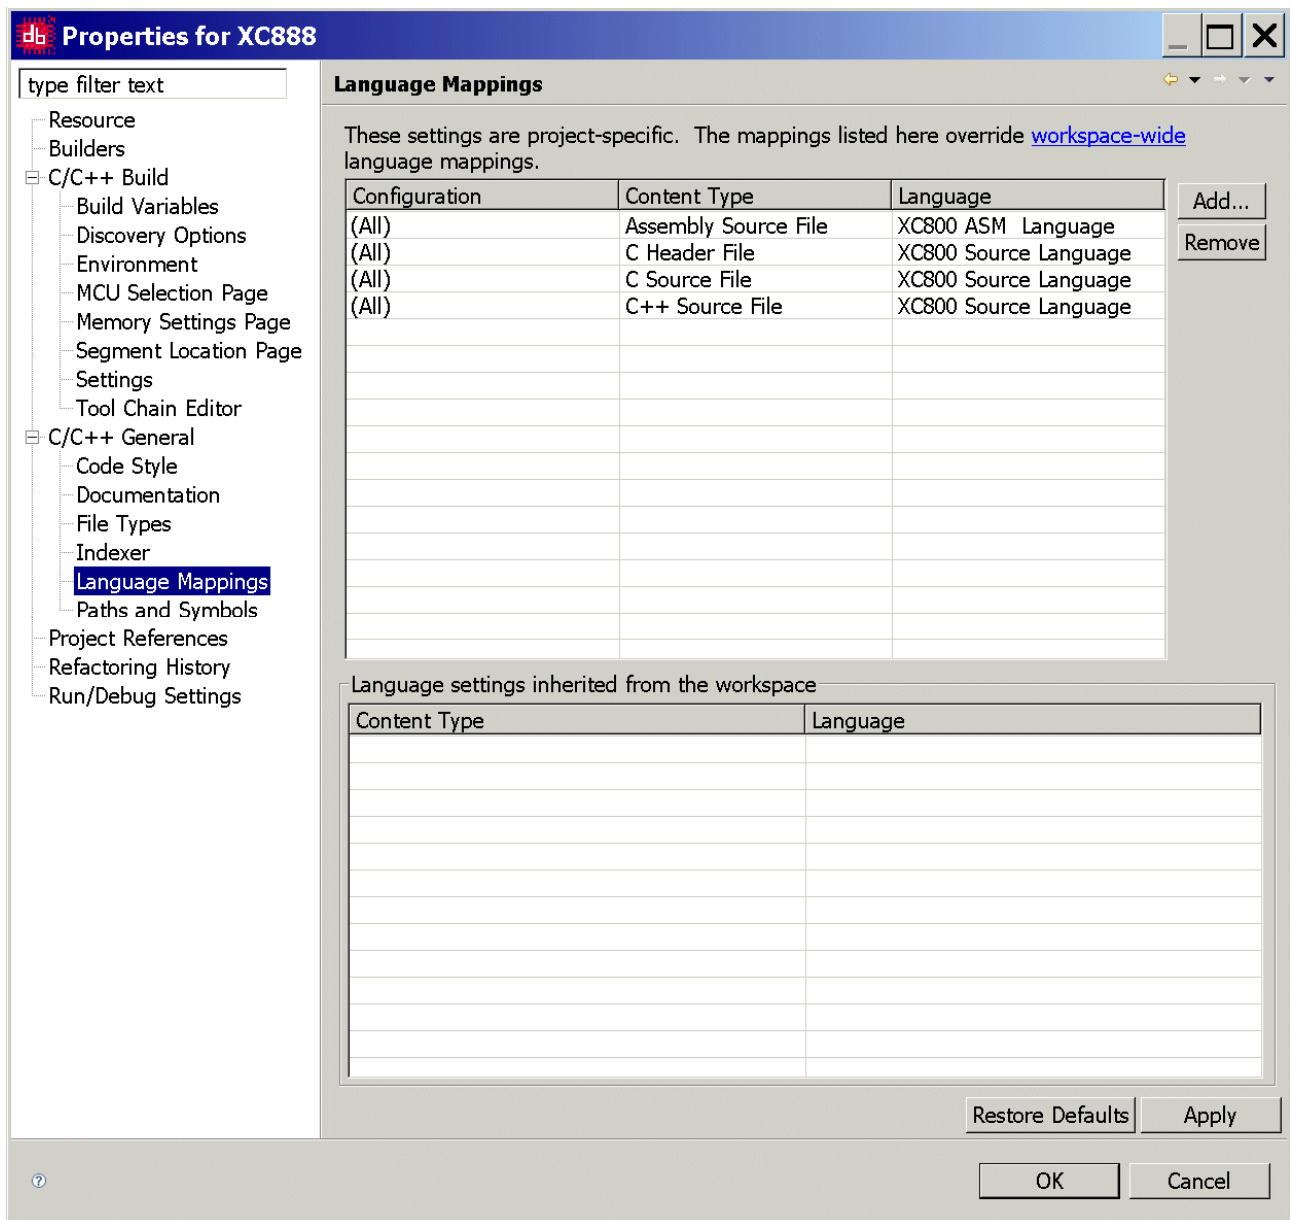 db Properties for XC888
type filter text
Resource
Builders
C/C++ Build
Build Variables
Discovery Options
Environment
MCU Selection Page
Memory Settings Page
Segment Location Page
Settings
Tool Chain Editor
C/C++ General
Code Style
Documentation
File Types
Indexer
Language Mappings
Paths and Symbols
Project References
Refactoring History
Run/Debug Settings
Language Mappings
These settings are project-specific. The mappings listed here override workspace-wide
language mappings.
Configuration Content Type Language
(All) Assembly Source File XC800 ASM Language
(All) C Header File XC800 Source Language
(All) C Source File XC800 Source Language
(All) C++ Source File XC800 Source Language
Add...
Remove
Language settings inherited from the workspace
Content Type Language
Restore Defaults Apply
? OK Cancel